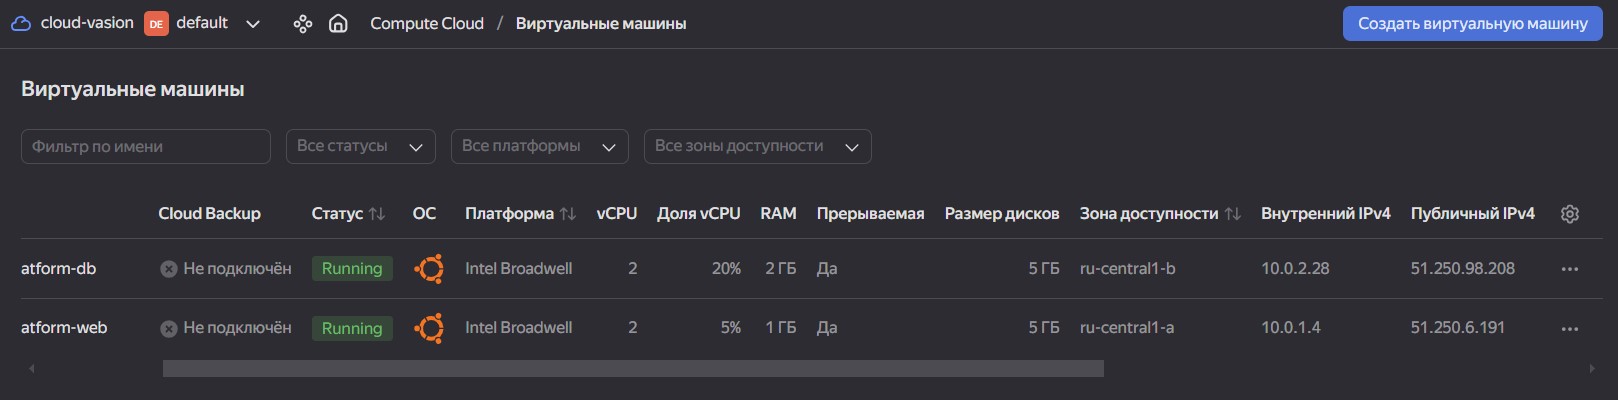 cloud-vasion DE default Compute Cloud / Виртуальные машины Создать виртуальную машину
Виртуальные машины
Фильтр по имени Все статусы Все платформы Все зоны доступности
Cloud Backup Статус ОС Платформа vCPU Доля vCPU RAM Прерываемая Размер дисков Зона доступности Внутренний IPv4 Публичный IPv4
atform-db Не подключён Running Intel Broadwell 2 20% 2 ГБ Да 5 ГБ ru-central1-b 10.0.2.28 51.250.98.208
atform-web Не подключён Running Intel Broadwell 2 5% 1 ГБ Да 5 ГБ ru-central1-a 10.0.1.4 51.250.6.191